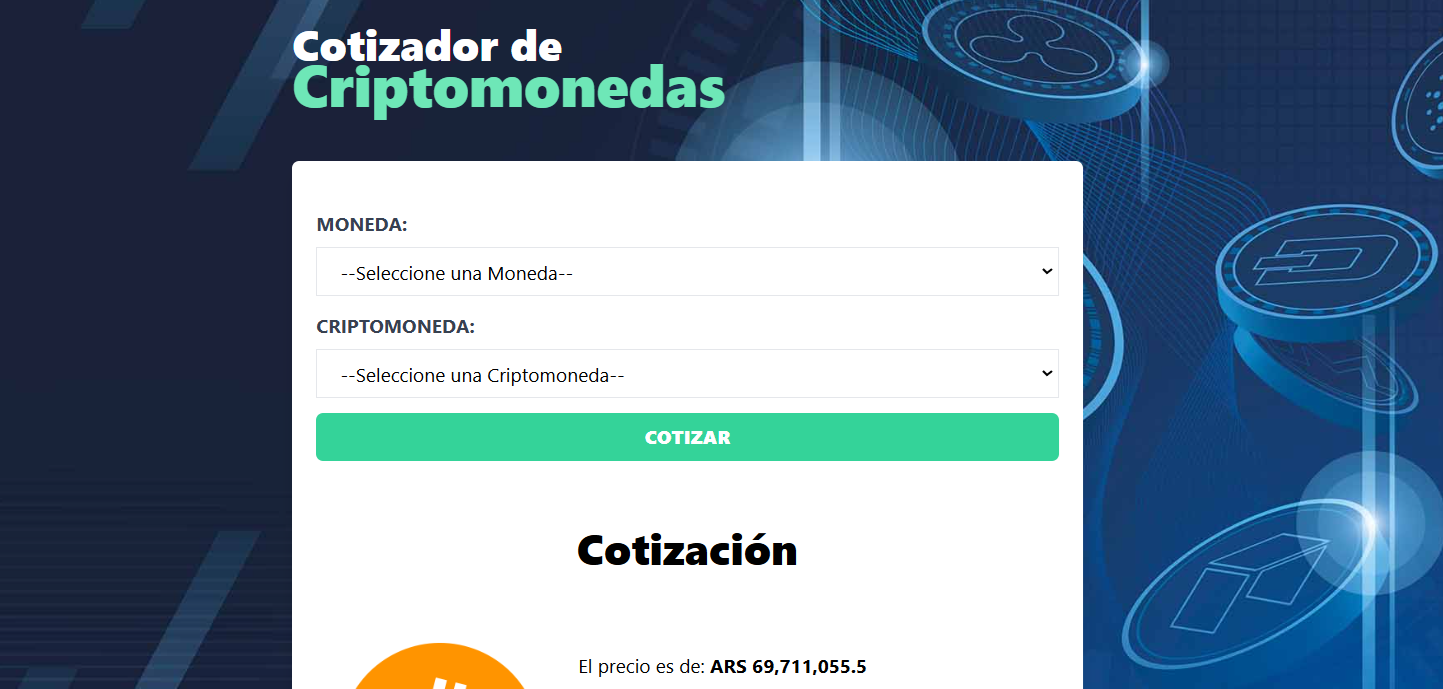 Cotizador de
Criptomonedas
MONEDA:
--Seleccione una Moneda--
CRIPTOMONEDA:
--Seleccione una Criptomoneda--
COTIZAR
Cotización
El precio es de: ARS 69,711,055.5